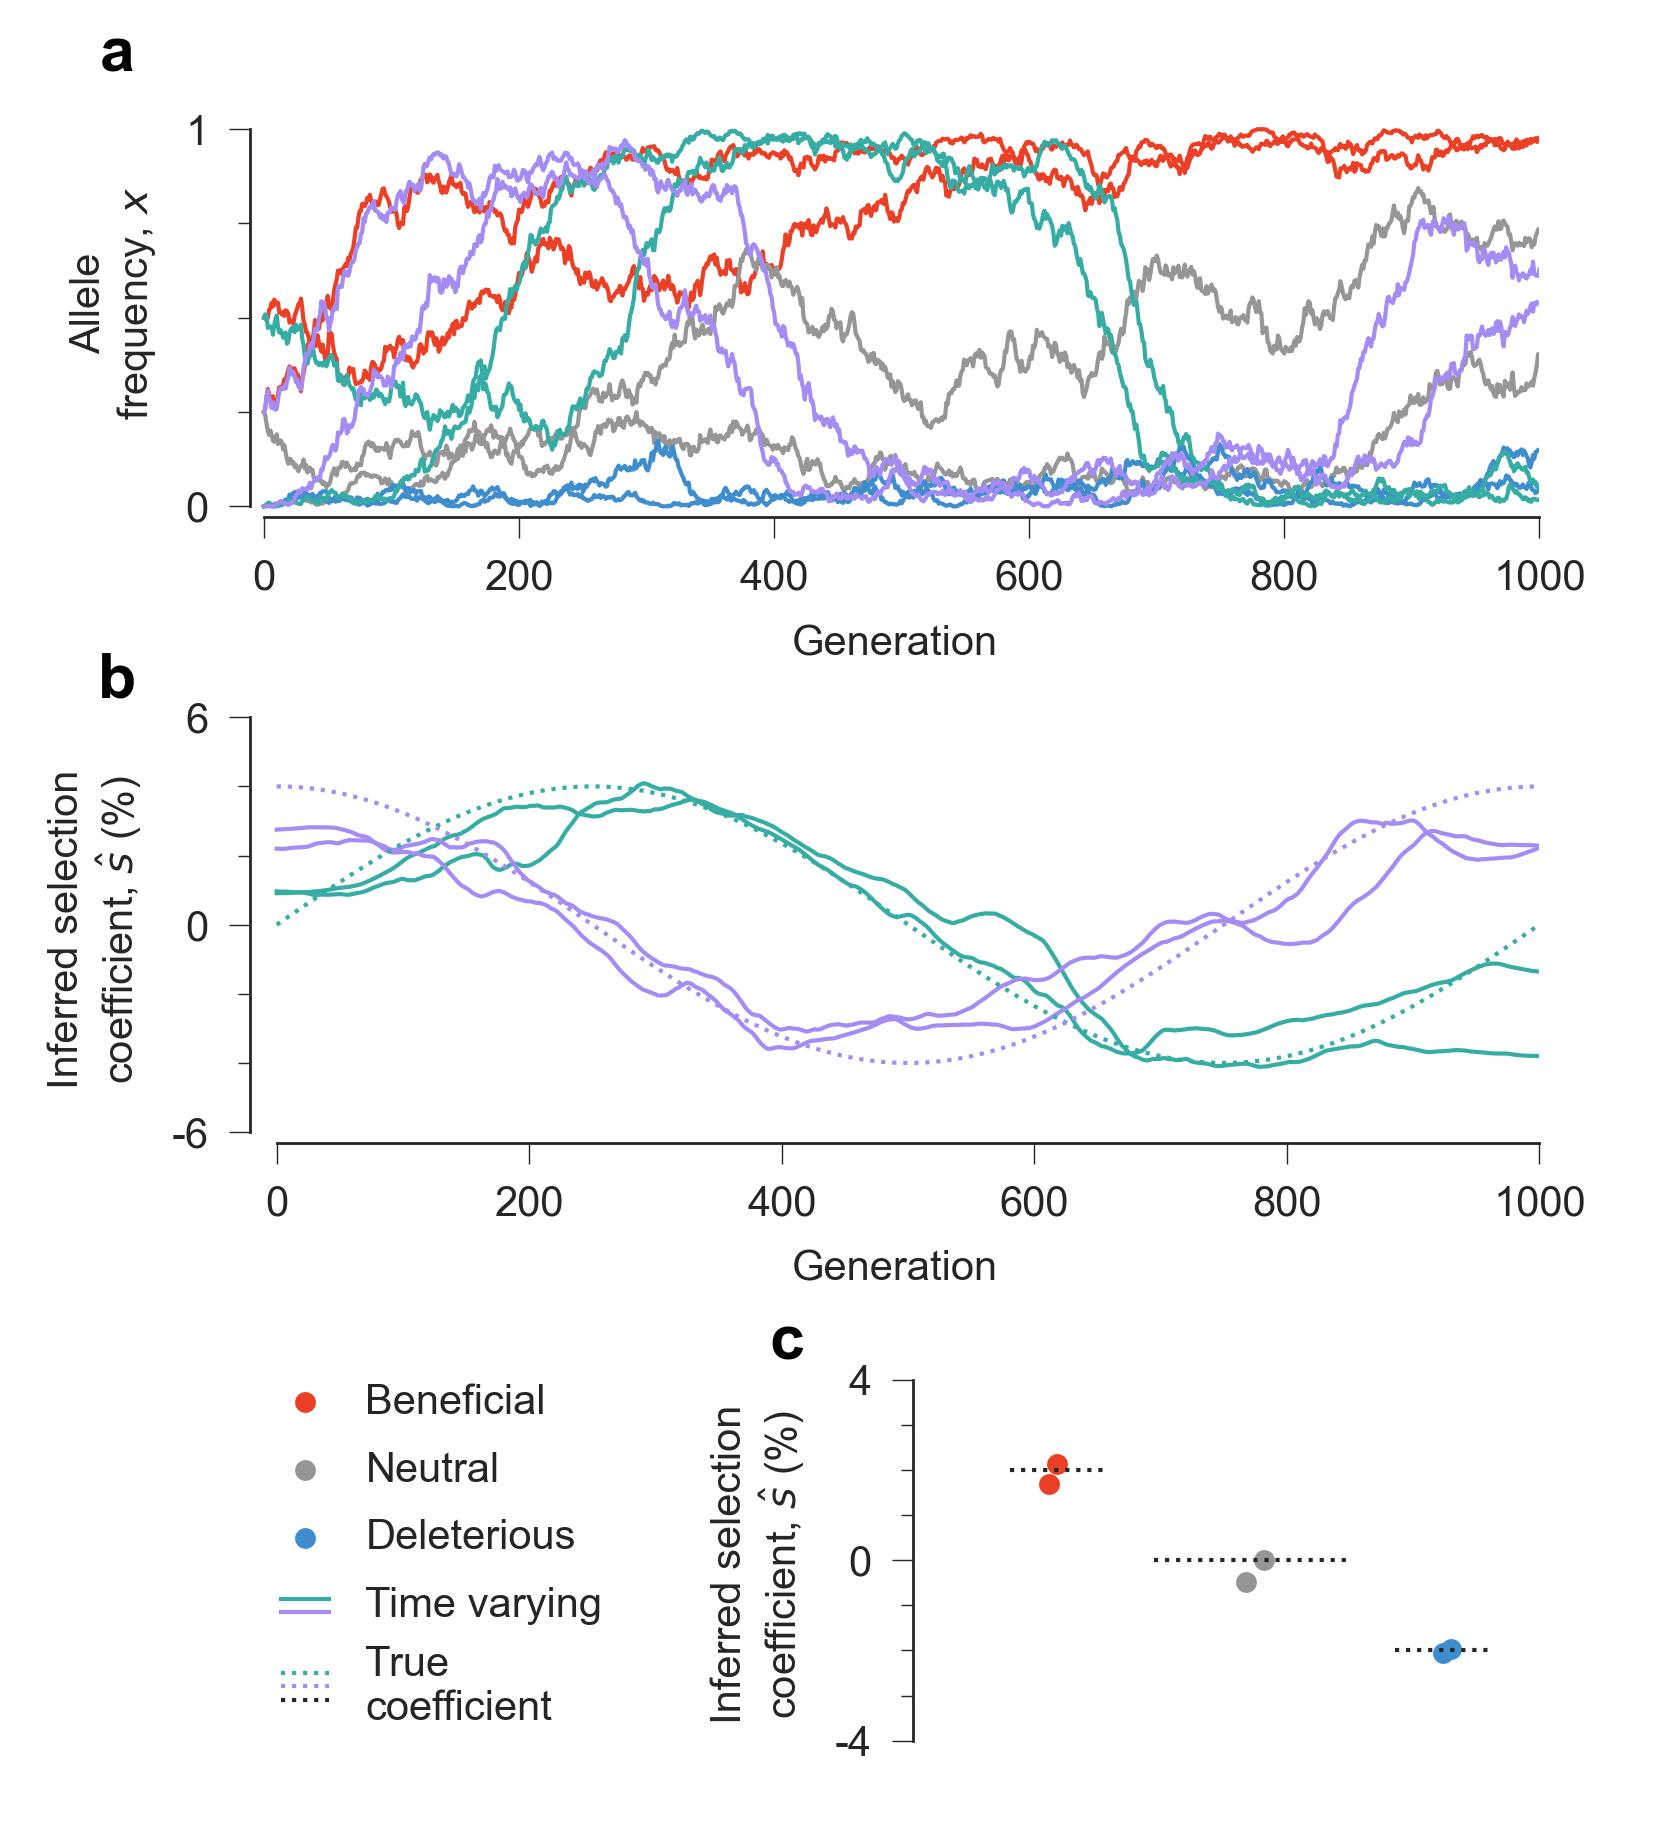 a
1
0
Allele
frequency, x
0 200 400 600 800 1000
Generation
b
6
0
-6
Inferred selection
coefficient, ŝ (%)
0 200 400 600 800 1000
Generation
Beneficial
Neutral
Deleterious
Time varying
True
coefficient
c
4
0
-4
Inferred selection
coefficient, ŝ (%)